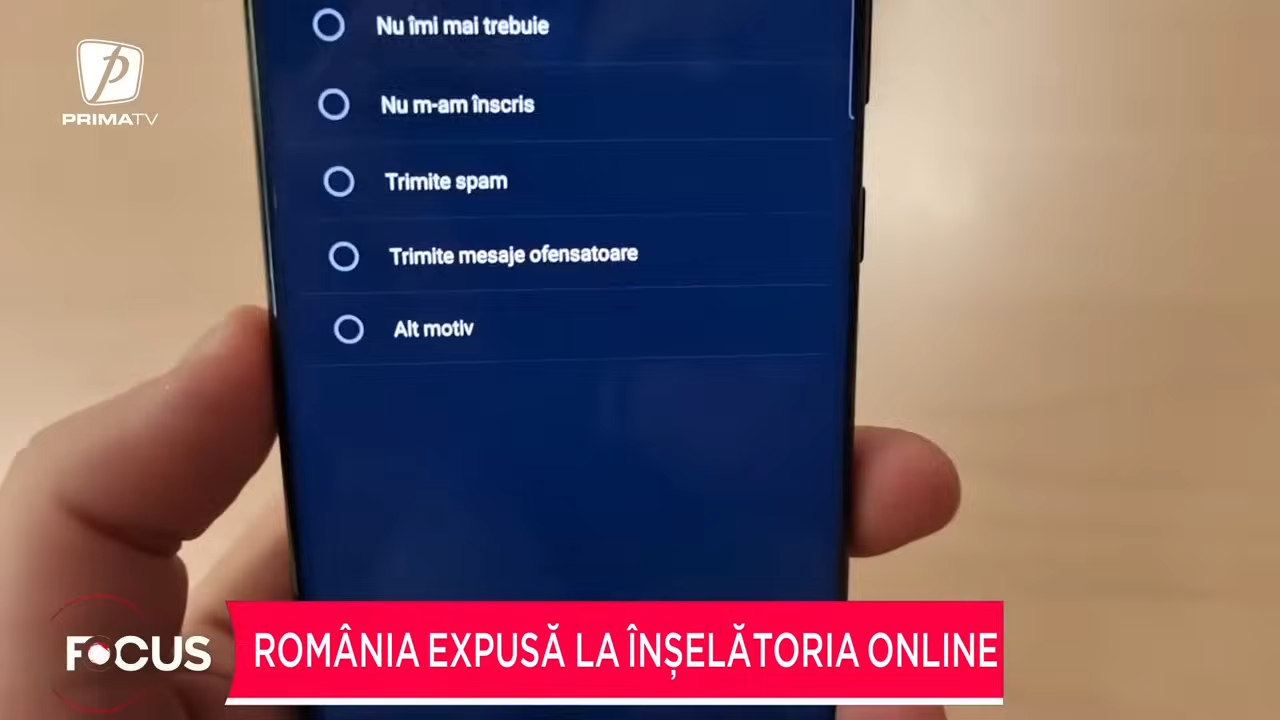 Nu îmi mai trebuie
PRIMATV
Nu m-am înscris
Trimite spam
Trimite mesaje ofensatoare
Alt motiv
FOCUS
ROMÂNIA EXPUSĂ LA ÎNȘELĂTORIA ONLINE